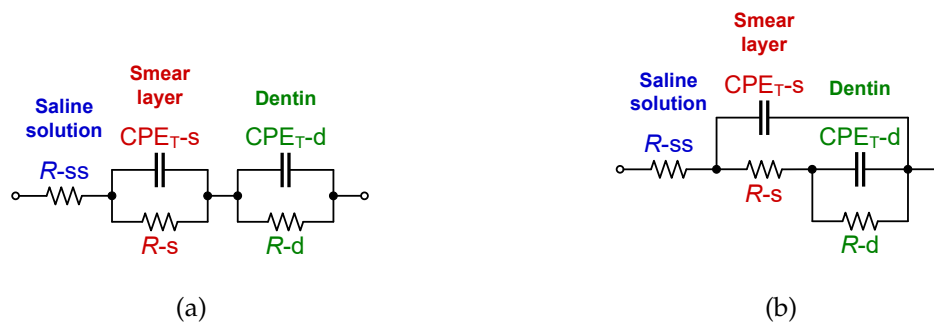 Smear
layer
Saline
solution
Dentin
CPET-s
CPET-d
R-ss
R-s
R-d
(a)
Smear
layer
Saline
solution
CPET-s
Dentin
R-ss
CPET-d
R-s
R-d
(b)